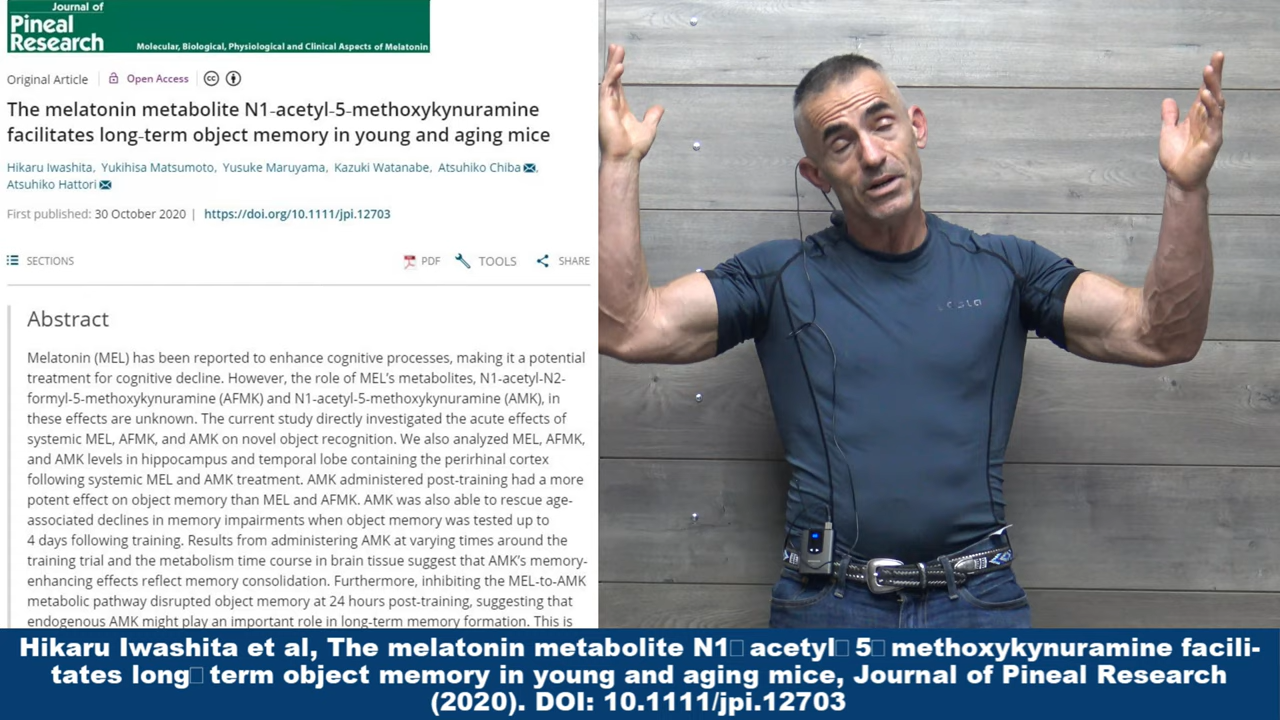 Journal of
Pineal
Research
Molecular, Biological, Physiological and Clinical Aspects of Melatonin
Original Article
Open Access
The melatonin metabolite N1-acetyl-5-methoxykynuramine
facilitates long-term object memory in young and aging mice
Hikaru Iwashita, Yukihisa Matsumoto, Yusuke Maruyama, Kazuki Watanabe, Atsuhiko Chiba,
Atsuhiko Hattori
First published: 30 October 2020 | https://doi.org/10.1111/jpi.12703
SECTIONS
PDF
TOOLS
SHARE
Abstract
Melatonin (MEL) has been reported to enhance cognitive processes, making it a potential
treatment for cognitive decline. However, the role of MEL's metabolites, N1-acetyl-N2-
formyl-5-methoxykynuramine (AFMK) and N1-acetyl-5-methoxykynuramine (AMK), in
these effects are unknown. The current study directly investigated the acute effects of
systemic MEL, AFMK, and AMK on novel object recognition. We also analyzed MEL, AFMK,
and AMK levels in hippocampus and temporal lobe containing the perirhinal cortex
following systemic MEL and AMK treatment. AMK administered post-training had a more
potent effect on object memory than MEL and AFMK. AMK was also able to rescue age-
associated declines in memory impairments when object memory was tested up to
4 days following training. Results from administering AMK at varying times around the
training trial and the metabolism time course in brain tissue suggest that AMK's memory-
enhancing effects reflect memory consolidation. Furthermore, inhibiting the MEL-to-AMK
metabolic pathway disrupted object memory at 24 hours post-training, suggesting that
endogenous AMK might play an important role in long-term memory formation. This is
Hikaru Iwashita et al, The melatonin metabolite N1□acetyl□5□methoxykynuramine facili-
tates long□term object memory in young and aging mice, Journal of Pineal Research
(2020). DOI: 10.1111/jpi.12703